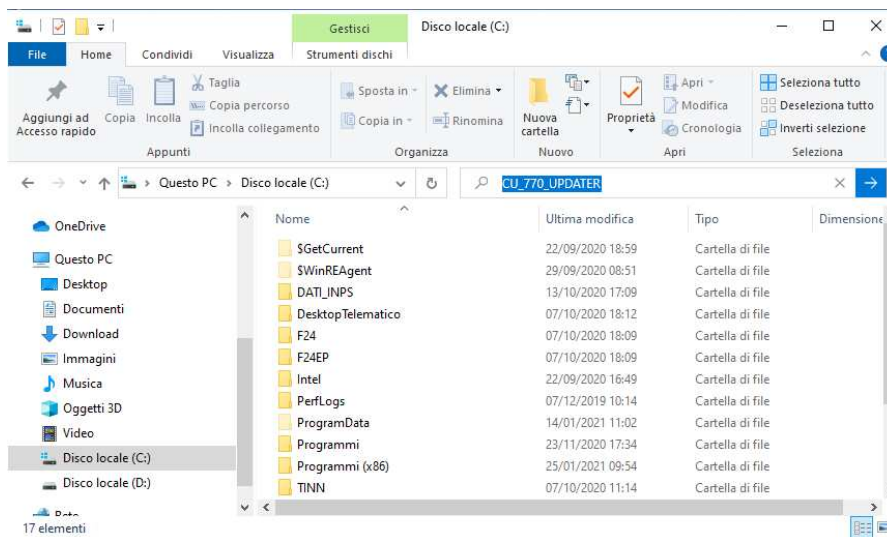 Gestisci
Disco locale (C:)
File
Home
Condividi
Visualizza
Strumenti dischi
Aggiungi ad
Accesso rapido
Copia
Incolla
Taglia
Copia percorso
Incolla collegamento
Appunti
Sposta in
Copia in
Elimina
Rinomina
Organizza
Nuova
cartella
Nuovo
Proprietà
Apri
Modifica
Cronologia
Apri
Seleziona tutto
Deseleziona tutto
Inverti selezione
Seleziona
Questo PC > Disco locale (C:)
CU_770_UPDATER
OneDrive
Questo PC
Desktop
Documenti
Download
Immagini
Musica
Oggetti 3D
Video
Disco locale (C:)
Disco locale (D:)
Rete
Nome Ultima modifica Tipo Dimensione
$GetCurrent 22/09/2020 18:59 Cartella di file
$WinREAgent 29/09/2020 08:51 Cartella di file
DATI_INPS 13/10/2020 17:09 Cartella di file
DesktopTelematico 07/10/2020 18:12 Cartella di file
F24 07/10/2020 18:09 Cartella di file
F24EP 07/10/2020 18:09 Cartella di file
Intel 22/09/2020 16:49 Cartella di file
PerfLogs 07/12/2019 10:14 Cartella di file
ProgramData 14/01/2021 11:02 Cartella di file
Programmi 23/11/2020 17:34 Cartella di file
Programmi (x86) 25/01/2021 09:54 Cartella di file
TINN 07/10/2020 11:14 Cartella di file
17 elementi